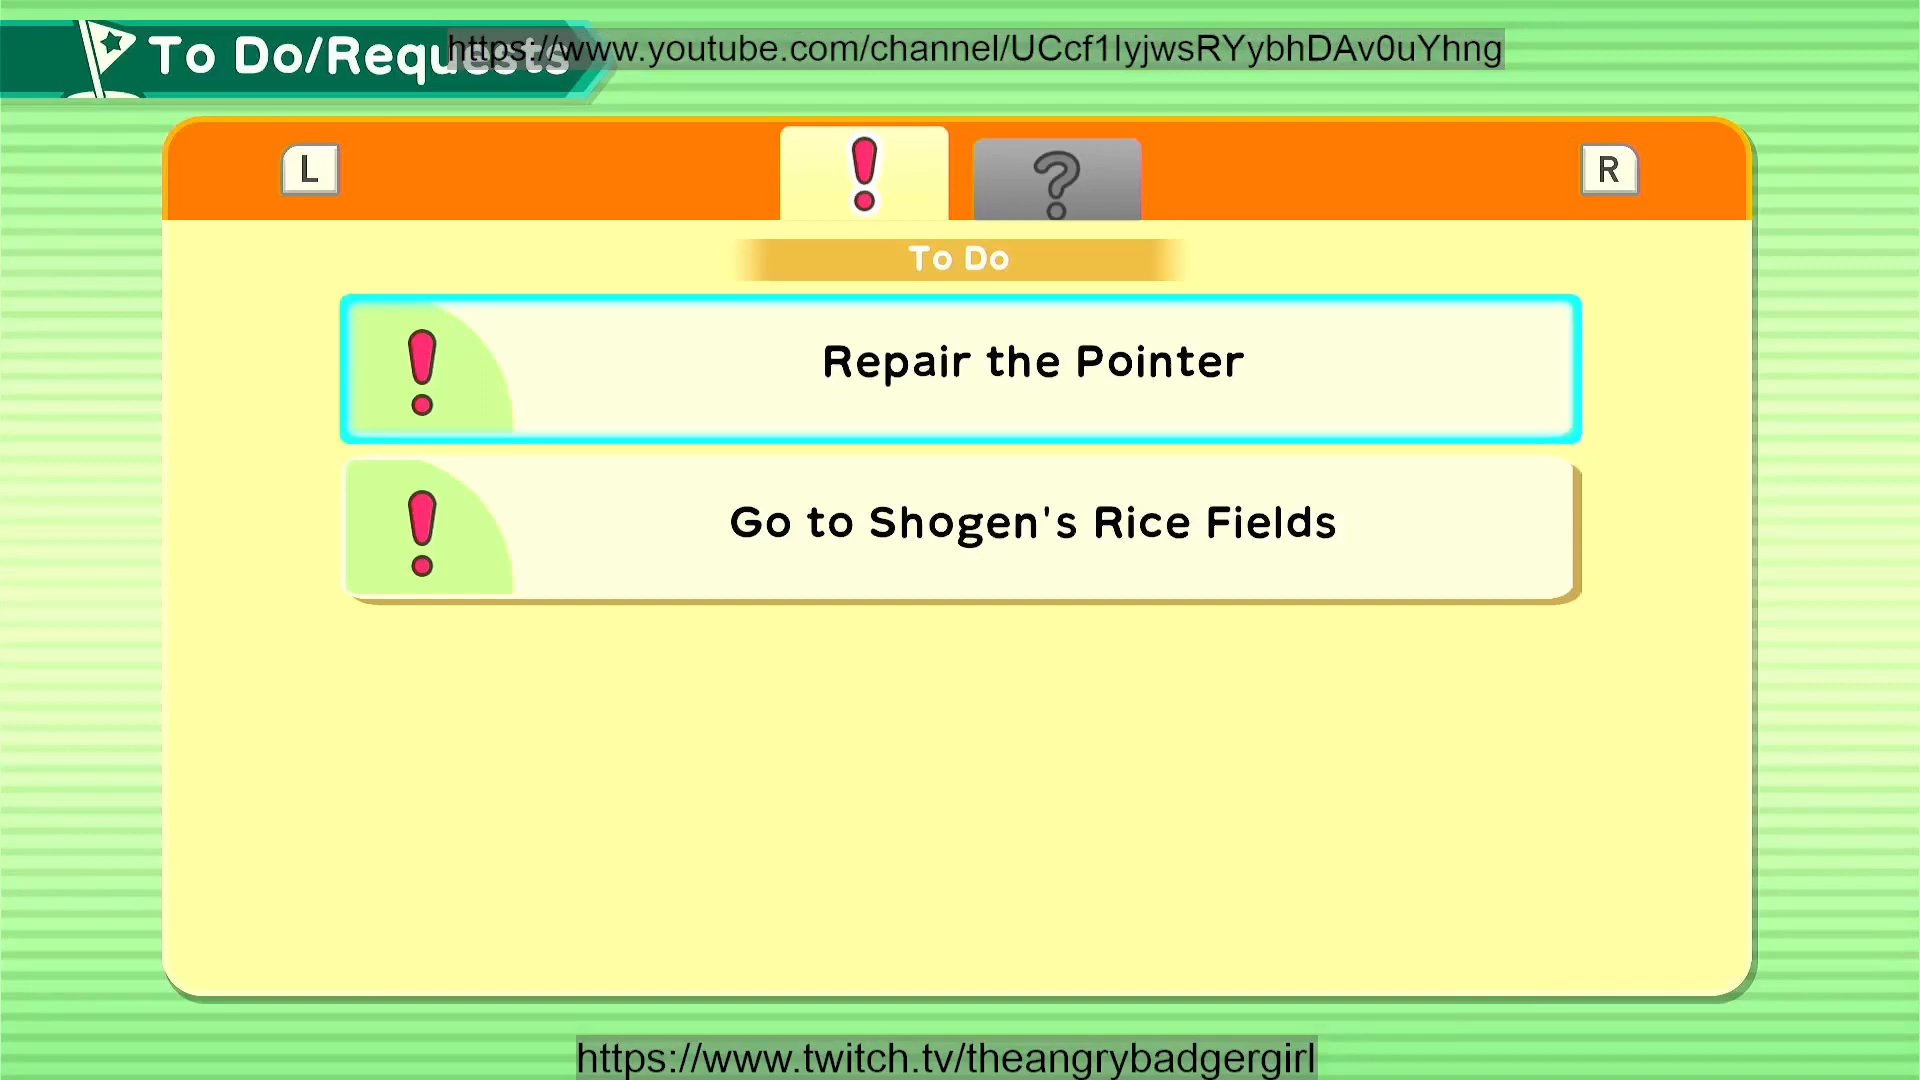 To Do/Requests
https://www.youtube.com/channel/UCcf1IyjwsRYybhDAv0uYhng
L
!
?
R
To Do
! Repair the Pointer
! Go to Shogen's Rice Fields
https://www.twitch.tv/theangrybadgergirl